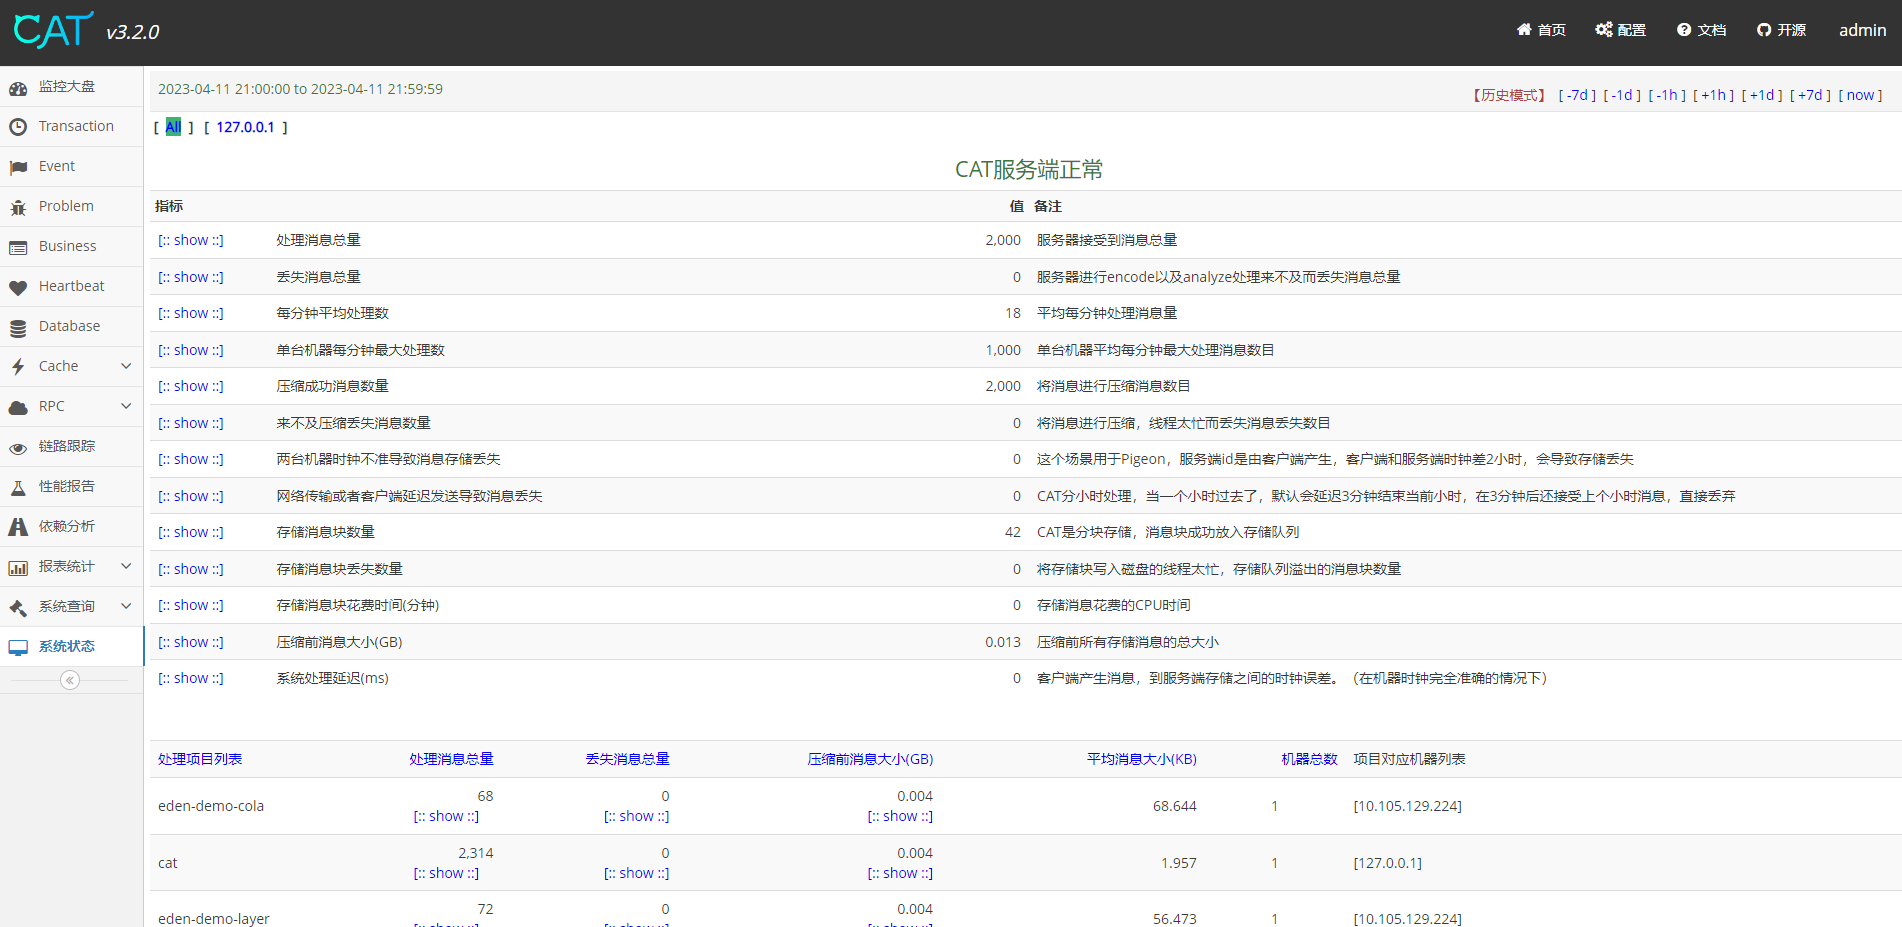 CAT v3.2.0
首页 配置 文档 开源 admin
监控大盘
Transaction
Event
Problem
Business
Heartbeat
Database
Cache
RPC
链路跟踪
性能报告
依赖分析
报表统计
系统查询
系统状态
2023-04-11 21:00:00 to 2023-04-11 21:59:59
【历史模式】 [ -7d ] [ -1d ] [ -1h ] [ +1h ] [ +1d ] [ +7d ] [ now ]
[ All ] [ 127.0.0.1 ]
CAT服务端正常
指标 值 备注
[:: show ::] 处理消息总量 2,000 服务器接受到消息总量
[:: show ::] 丢失消息总量 0 服务器进行encode以及analyze处理来不及而丢失消息总量
[:: show ::] 每分钟平均处理数 18 平均每分钟处理消息量
[:: show ::] 单台机器每分钟最大处理数 1,000 单台机器平均每分钟最大处理消息数目
[:: show ::] 压缩成功消息数量 2,000 将消息进行压缩消息数目
[:: show ::] 来不及压缩丢失消息数量 0 将消息进行压缩，线程太忙而丢失消息丢失数目
[:: show ::] 两台机器时钟不准导致消息存储丢失 0 这个场景用于Pigeon，服务端id是由客户端产生，客户端和服务端时钟差2小时，会导致存储丢失
[:: show ::] 网络传输或者客户端延迟发送导致消息丢失 0 CAT分小时处理，当一个小时过去了，默认会延迟3分钟结束当前小时，在3分钟后还接受上个小时消息，直接丢弃
[:: show ::] 存储消息块数量 42 CAT是分块存储，消息块成功放入存储队列
[:: show ::] 存储消息块丢失数量 0 将存储块写入磁盘的线程太忙，存储队列溢出的消息块数量
[:: show ::] 存储消息块花费时间(分钟) 0 存储消息花费的CPU时间
[:: show ::] 压缩前消息大小(GB) 0.013 压缩前所有存储消息的总大小
[:: show ::] 系统处理延迟(ms) 0 客户端产生消息，到服务端存储之间的时钟误差。（在机器时钟完全准确的情况下）
处理项目列表 处理消息总量 丢失消息总量 压缩前消息大小(GB) 平均消息大小(KB) 机器总数 项目对应机器列表
eden-demo-cola 68 0 0.004 68.644 1 [10.105.129.224]
[:: show ::] [:: show ::] [:: show ::]
cat 2,314 0 0.004 1.957 1 [127.0.0.1]
[:: show ::] [:: show ::] [:: show ::]
eden-demo-layer 72 0 0.004 56.473 1 [10.105.129.224]
[:: show ::] [:: show ::] [:: show ::]